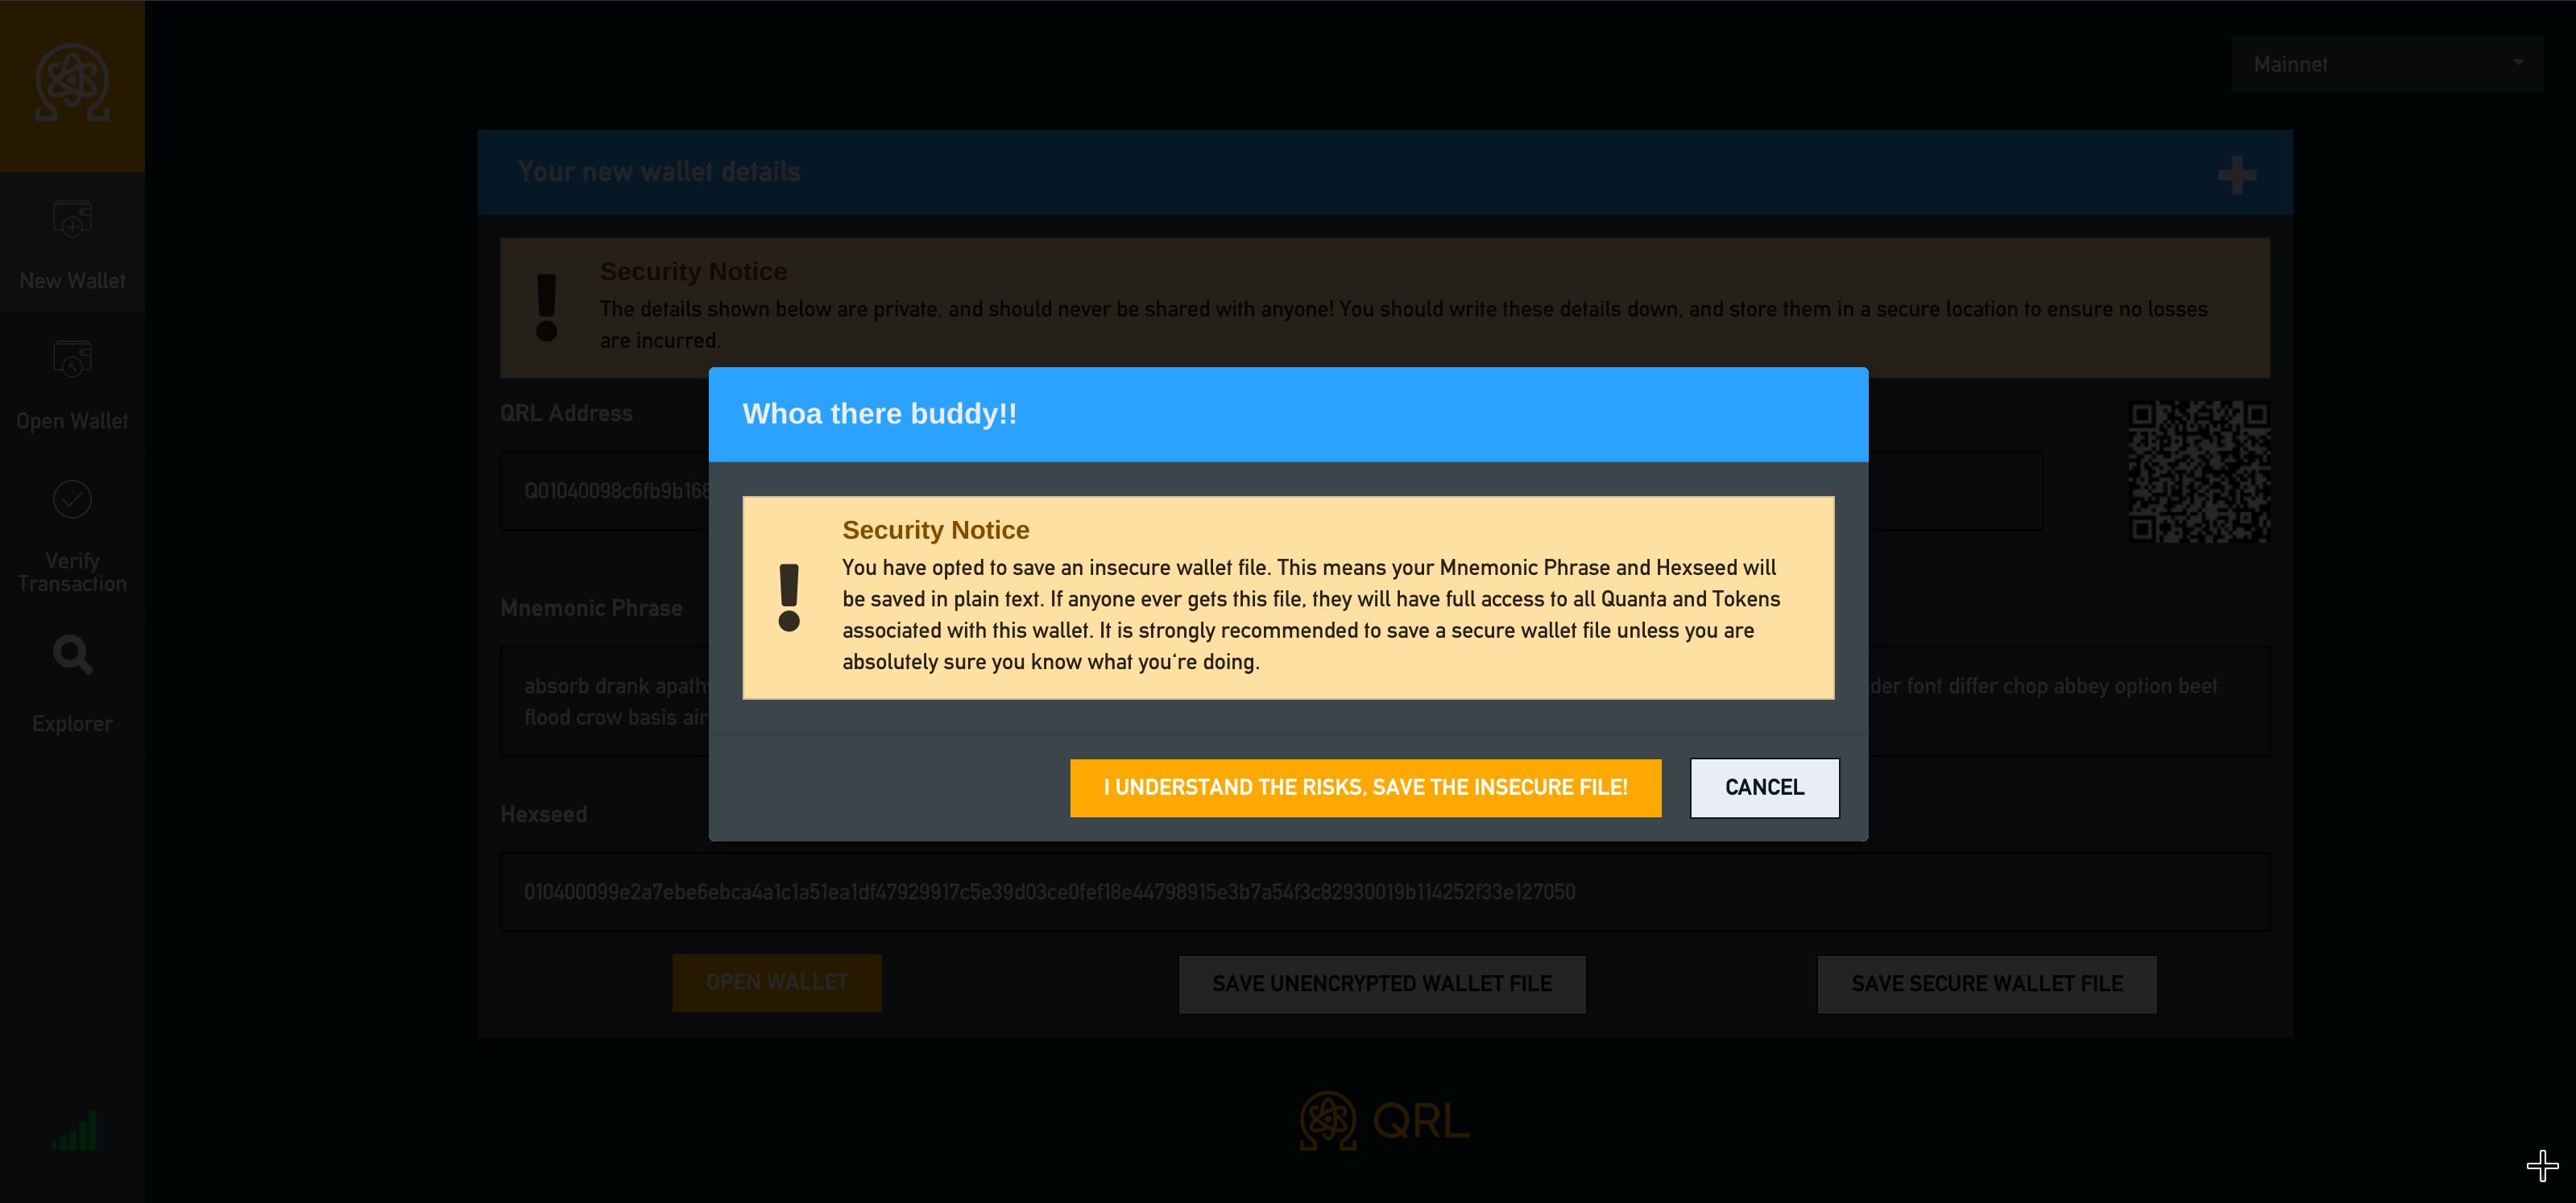 Mainnet
Your new wallet details
Security Notice
The details shown below are private, and should never be shared with anyone! You should write these details down, and store them in a secure location to ensure no losses
are incurred.
New Wallet
Open Wallet
Verify
Transaction
Explorer
QRL Address
Q01040098c6fb9b168
Mnemonic Phrase
absorb drank apath
der font differ chop abbey option beet
flood crow basis air
Whoa there buddy!!
Security Notice
You have opted to save an insecure wallet file. This means your Mnemonic Phrase and Hexseed will
be saved in plain text. If anyone ever gets this file, they will have full access to all Quanta and Tokens
associated with this wallet. It is strongly recommended to save a secure wallet file unless you are
absolutely sure you know what you're doing.
I UNDERSTAND THE RISKS, SAVE THE INSECURE FILE!
CANCEL
Hexseed
010400099e2a7ebe6ebca4a1c1a51ea1df47929917c5e39d03ce0fef18e44798915e3b7a54f3c82930019b114252f33e127050
OPEN WALLET
SAVE UNENCRYPTED WALLET FILE
SAVE SECURE WALLET FILE
QRL